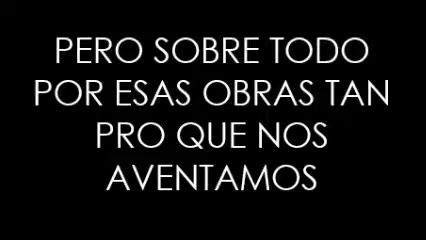 PERO SOBRE TODO
POR ESAS OBRAS TAN
PRO QUE NOS
AVENTAMOS